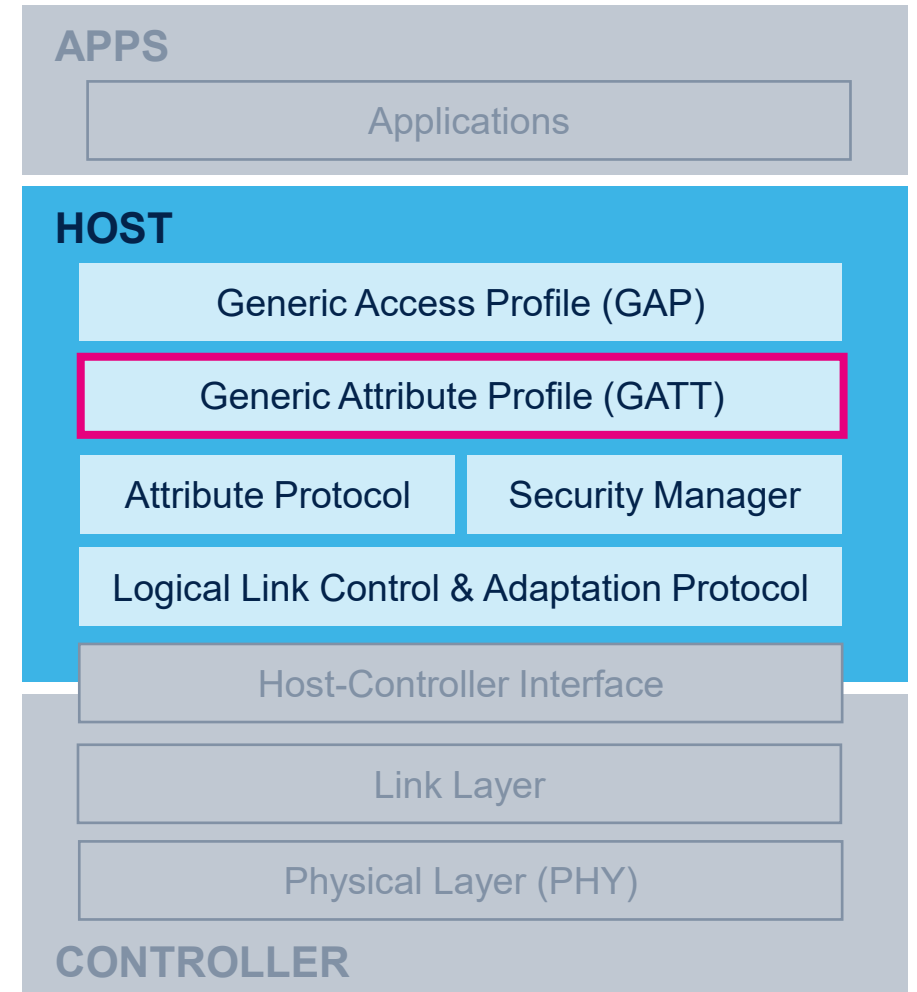 APPS
Applications
HOST
Generic Access Profile (GAP)
Generic Attribute Profile (GATT)
Attribute Protocol
Security Manager
Logical Link Control & Adaptation Protocol
Host-Controller Interface
Link Layer
Physical Layer (PHY)
CONTROLLER